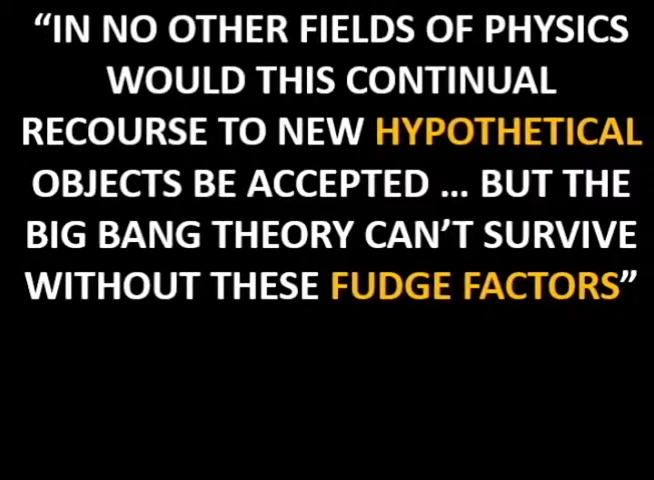 “IN NO OTHER FIELDS OF PHYSICS
WOULD THIS CONTINUAL
RECOURSE TO NEW HYPOTHETICAL
OBJECTS BE ACCEPTED ... BUT THE
BIG BANG THEORY CAN’T SURVIVE
WITHOUT THESE FUDGE FACTORS”